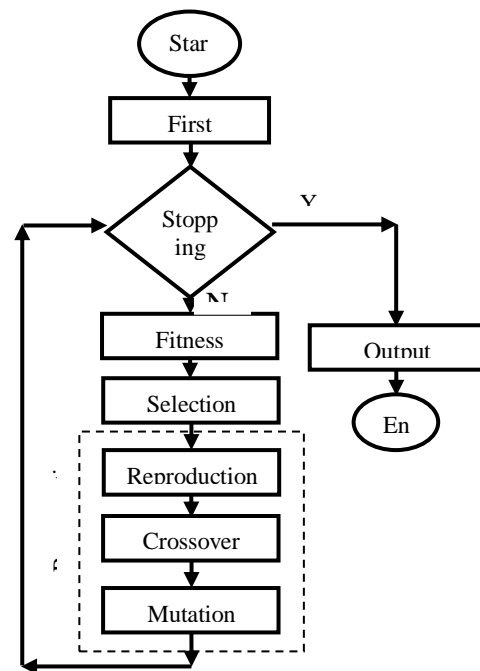 Star
First
Stopp
ing
Y
N
Fitness
Output
Selection
En
Reproduction
Crossover
Mutation